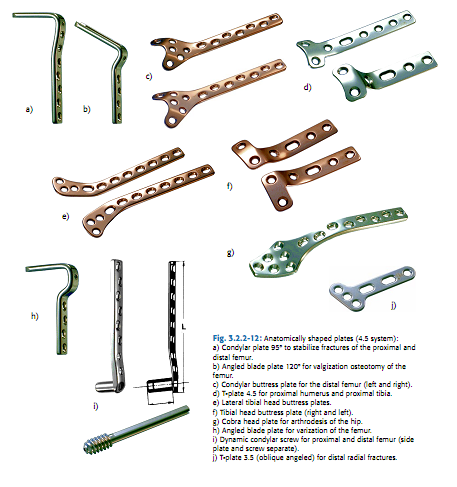 a)
b)
c)
d)
e)
f)
g)
h)
i)
j)
L
Fig. 3.2.2-12: Anatomically shaped plates (4.5 system):
a) Condylar plate 95° to stabilize fractures of the proximal and
distal femur.
b) Angled blade plate 120° for valgization osteotomy of the
femur.
c) Condylar buttress plate for the distal femur (left and right).
d) T-plate 4.5 for proximal humerus and proximal tibia.
e) Lateral tibial head buttress plates.
f) Tibial head buttress plate (right and left).
g) Cobra head plate for arthrodesis of the hip.
h) Angled blade plate for varization of the femur.
i) Dynamic condylar screw for proximal and distal femur (side
plate and screw separate).
j) T-plate 3.5 (oblique angeled) for distal radial fractures.